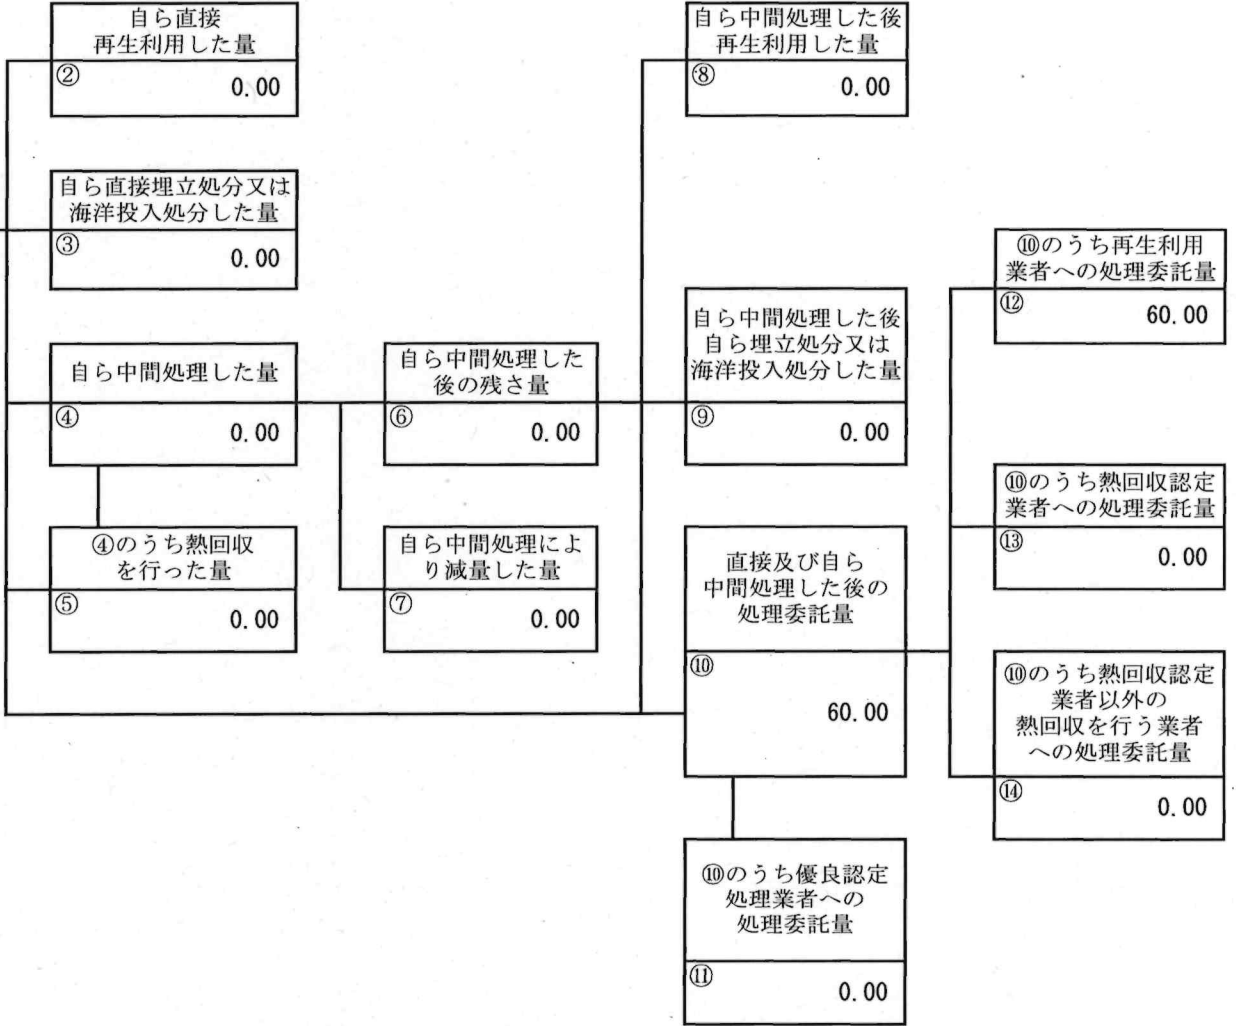 自ら直接
再生利用した量
②
0.00
自ら中間処理した後
再生利用した量
⑧
0.00
自ら直接埋立処分又は
海洋投入処分した量
③
0.00
⑩のうち再生利用
業者への処理委託量
⑫
60.00
自ら中間処理した量
④
0.00
自ら中間処理した
後の残さ量
⑥
0.00
自ら中間処理した後
自ら埋立処分又は
海洋投入処分した量
⑨
0.00
⑩のうち熱回収認定
業者への処理委託量
⑬
0.00
④のうち熱回収
を行った量
⑤
0.00
自ら中間処理によ
り減量した量
⑦
0.00
直接及び自ら
中間処理した後の
処理委託量
⑩
60.00
⑩のうち熱回収認定
業者以外の
熱回収を行う業者
への処理委託量
⑭
0.00
⑩のうち優良認定
処理業者への
処理委託量
⑪
0.00